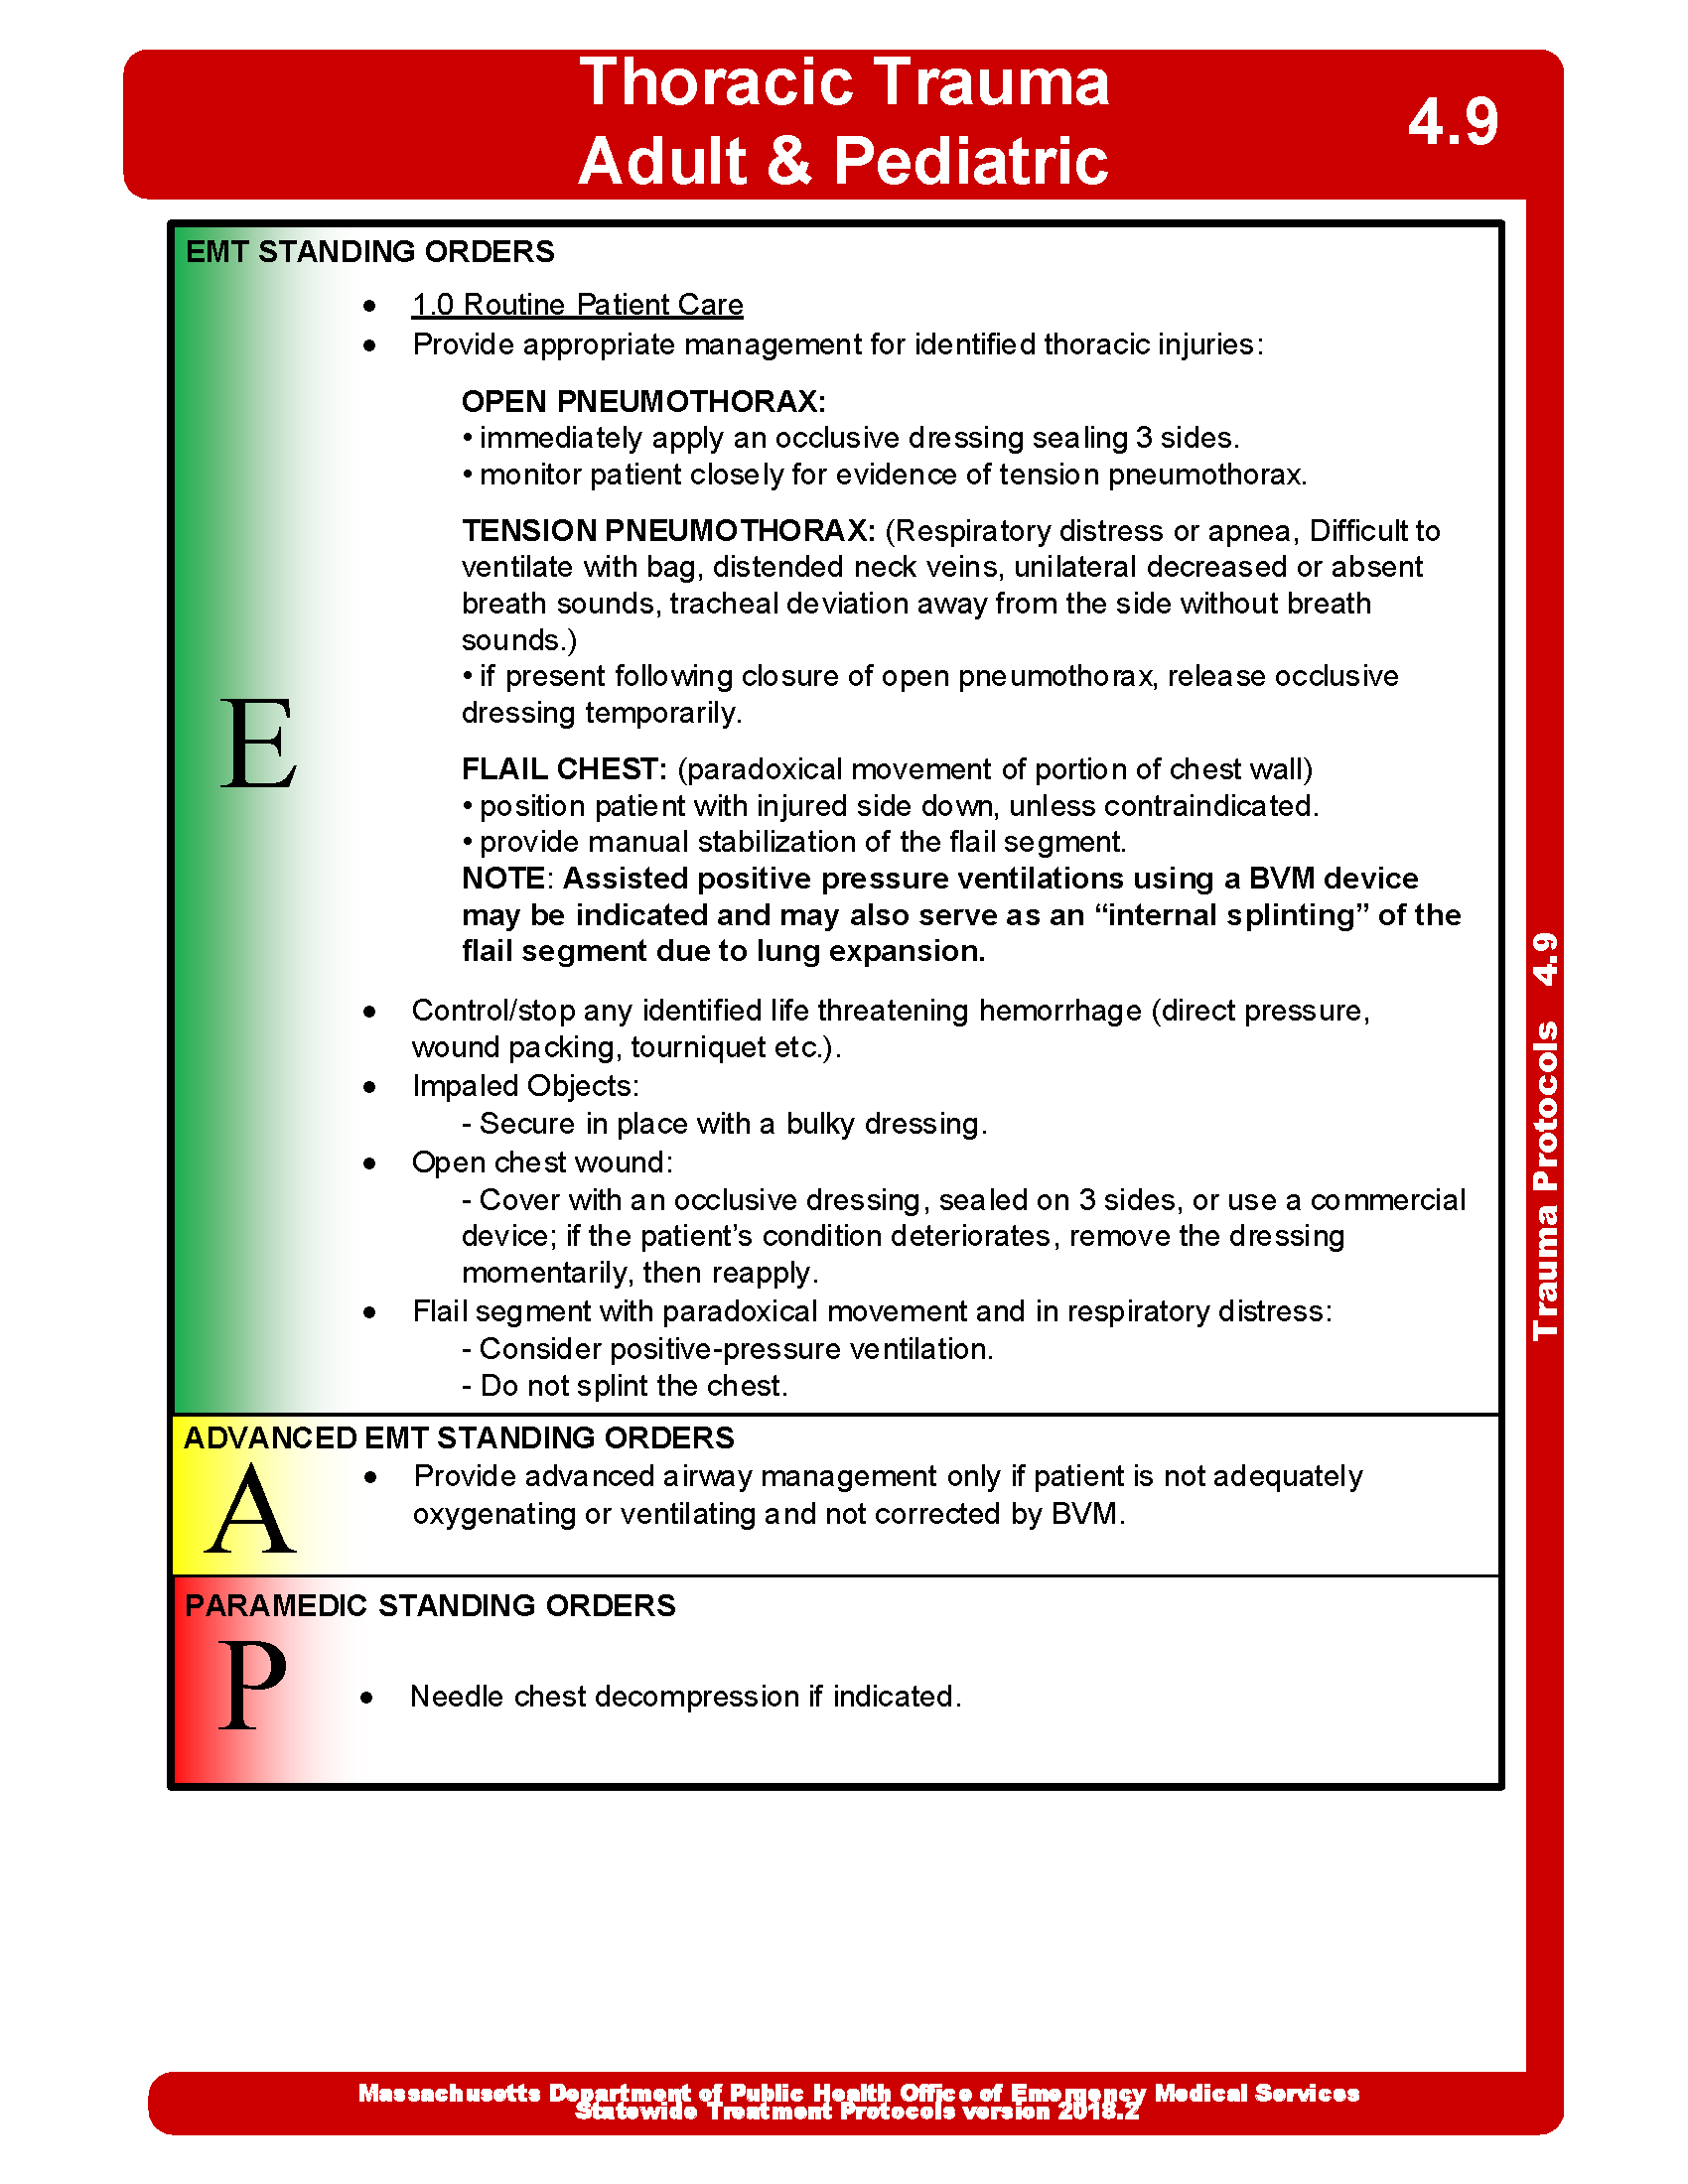 Thoracic Trauma
Adult & Pediatric
4.9
EMT STANDING ORDERS
• 1.0 Routine Patient Care
• Provide appropriate management for identified thoracic injuries:
OPEN PNEUMOTHORAX:
• immediately apply an occlusive dressing sealing 3 sides.
• monitor patient closely for evidence of tension pneumothorax.
TENSION PNEUMOTHORAX: (Respiratory distress or apnea, Difficult to
ventilate with bag, distended neck veins, unilateral decreased or absent
breath sounds, tracheal deviation away from the side without breath
sounds.)
• if present following closure of open pneumothorax, release occlusive
dressing temporarily.
E
FLAIL CHEST: (paradoxical movement of portion of chest wall)
• position patient with injured side down, unless contraindicated.
• provide manual stabilization of the flail segment.
NOTE: Assisted positive pressure ventilations using a BVM device
may be indicated and may also serve as an “internal splinting” of the
flail segment due to lung expansion.
• Control/stop any identified life threatening hemorrhage (direct pressure,
wound packing, tourniquet etc.).
• Impaled Objects:
- Secure in place with a bulky dressing.
• Open chest wound:
- Cover with an occlusive dressing, sealed on 3 sides, or use a commercial
device; if the patient’s condition deteriorates, remove the dressing
momentarily, then reapply.
• Flail segment with paradoxical movement and in respiratory distress:
- Consider positive-pressure ventilation.
- Do not splint the chest.
ADVANCED EMT STANDING ORDERS
A
• Provide advanced airway management only if patient is not adequately
oxygenating or ventilating and not corrected by BVM.
PARAMEDIC STANDING ORDERS
P
• Needle chest decompression if indicated.
Trauma Protocols 4.9
Massachusetts Department of Public Health Office of Emergency Medical Services
Statewide Treatment Protocols version 2018.2